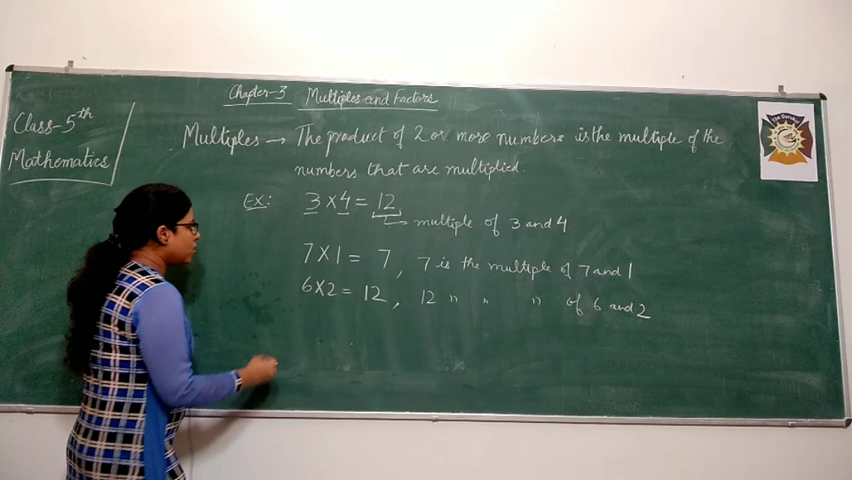 Chapter-3 Multiples and Factors
Class-5th
Mathematics
Multiples → The product of 2 or more numbers is the multiple of the
numbers that are multiplied.
EX: 3 × 4 = 12
multiple of 3 and 4
7 × 1 = 7, 7 is the multiple of 7 and 1
6 × 2 = 12, 12 " " " of 6 and 2